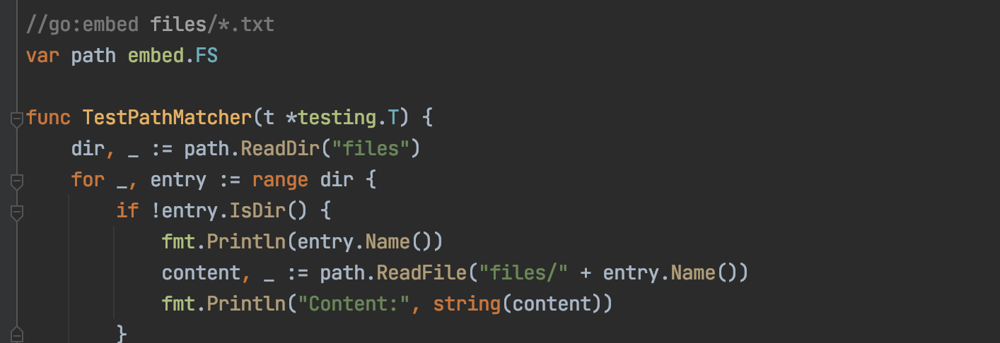 //go:embed files/*.txt
var path embed.FS
func TestPathMatcher(t *testing.T) {
dir, _ := path.ReadDir("files")
for _, entry := range dir {
if !entry.IsDir() {
fmt.Println(entry.Name())
content, _ := path.ReadFile("files/" + entry.Name())
fmt.Println("Content:", string(content))
}